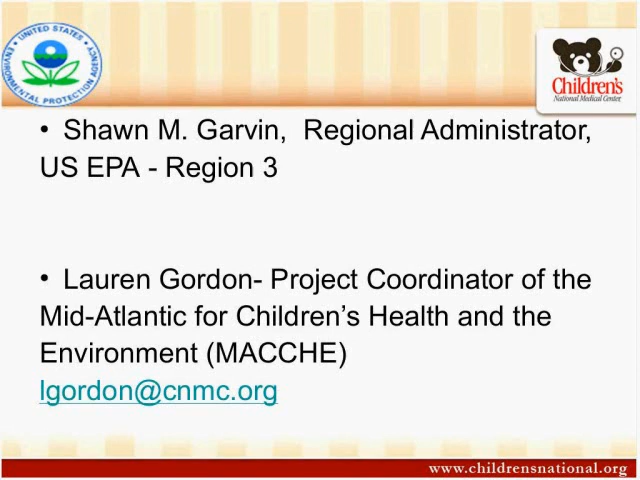 UNITED STATES
ENVIRONMENTAL PROTECTION AGENCY
Children's
National Medical Center
• Shawn M. Garvin,  Regional Administrator,
US EPA - Region 3
• Lauren Gordon- Project Coordinator of the
Mid-Atlantic for Children’s Health and the
Environment (MACCHE)
lgordon@cnmc.org
www.childrensnational.org